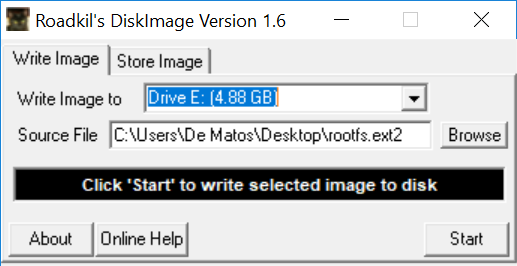 Roadkil's DiskImage Version 1.6
Write Image Store Image
Write Image to Drive E: (4.88 GB)
Source File C:\Users\De Matos\Desktop\rootfs.ext2 Browse
Click 'Start' to write selected image to disk
About Online Help Start